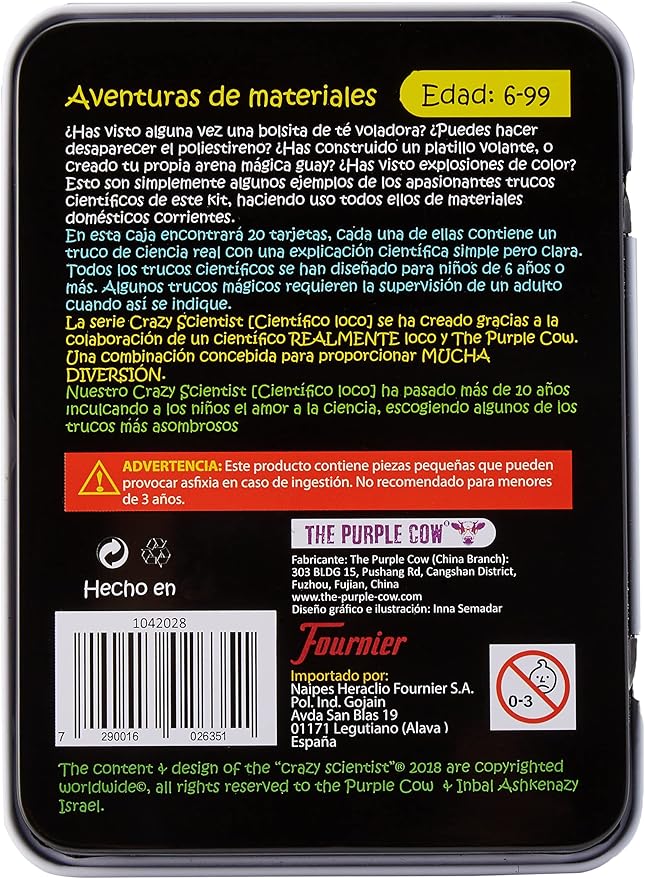 Aventuras de materiales
Edad: 6-99
¿Has visto alguna vez una bolsita de té voladora? ¿Puedes hacer
desaparecer el poliestireno? ¿Has construido un platillo volante, o
creado tu propia arena mágica guay? ¿Has visto explosiones de color?
Esto son simplemente algunos ejemplos de los apasionantes trucos
científicos de este kit, haciendo uso todos ellos de materiales
domésticos corrientes.
En esta caja encontrará 20 tarjetas, cada una de ellas contiene un
truco de ciencia real con una explicación científica simple pero clara.
Todos los trucos científicos se han diseñado para niños de 6 años o
más. Algunos trucos mágicos requieren la supervisión de un adulto
cuando así se indique.
La serie Crazy Scientist [Científico loco] se ha creado gracias a la
colaboración de un científico REALMENTE loco y The Purple Cow.
Una combinación concebida para proporcionar MUCHA
DIVERSIÓN.
Nuestro Crazy Scientist [Científico loco] ha pasado más de 10 años
inculcando a los niños el amor a la ciencia, escogiendo algunos de los
trucos más asombrosos
ADVERTENCIA: Este producto contiene piezas pequeñas que pueden
provocar asfixia en caso de ingestión. No recomendado para menores
de 3 años.
THE PURPLE COW®
Fabricante: The Purple Cow (China Branch):
303 BLDG 15, Pushang Rd, Cangshan District,
Fuzhou, Fujian, China
www.the-purple-cow.com
Diseño gráfico e ilustración: Inna Semadar
Hecho en
1042028
7 290016 026351
Fournier
Importado por:
Naipes Heraclio Fournier S.A.
Pol. Ind. Gojain
Avda San Blas 19
01171 Legutiano (Alava )
España
0-3
The content & design of the "crazy scientist"® 2018 are copyrighted
worldwide©, all rights reserved to the Purple Cow & Inbal Ashkenazy
Israel.